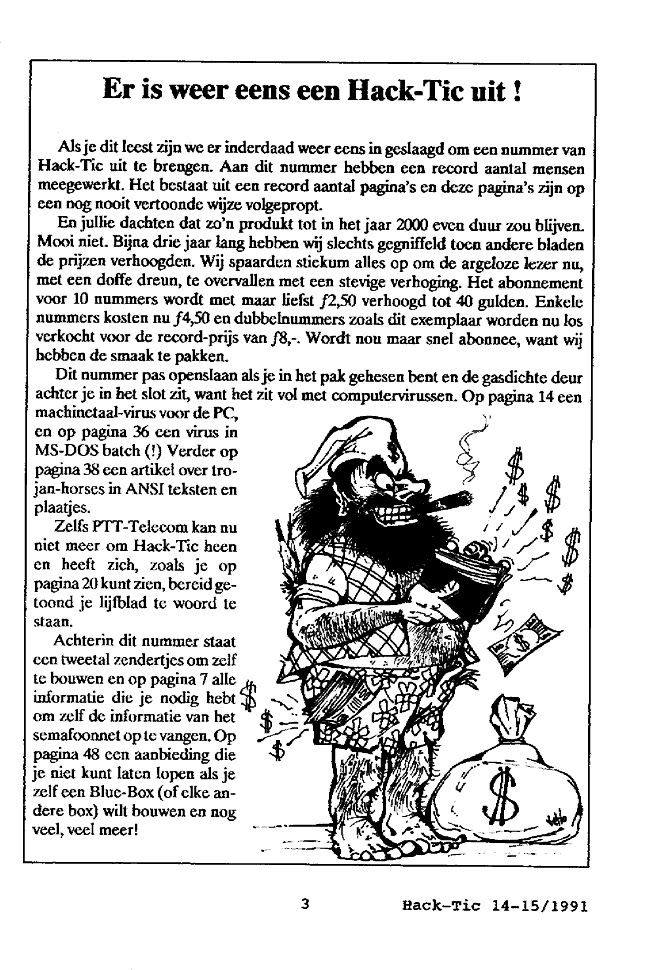 Er is weer eens een Hack-Tic uit !
Als je dit leest zijn we er inderdaad weer eens in geslaagd om een nummer van
Hack-Tic uit te brengen. Aan dit nummer hebben een record aantal mensen
meegewerkt. Het bestaat uit een record aantal pagina's en deze pagina's zijn op
een nog nooit vertoonde wijze volgepropt.
En jullie dachten dat zo'n produkt tot in het jaar 2000 even duur zou blijven.
Mooi niet. Bijna drie jaar lang hebben wij slechts gegniffeld toen andere bladen
de prijzen verhoogden. Wij spaarden stiekum alles op om de argeloze lezer nu,
met een doffe dreun, te overvallen met een stevige verhoging. Het abonnement
voor 10 nummers wordt met maar liefst ƒ2,50 verhoogd tot 40 gulden. Enkele
nummers kosten nu ƒ4,50 en dubbelnummers zoals dit exemplaar worden nu los
verkocht voor de record-prijs van ƒ8,-. Wordt nou maar snel abonnee, want wij
hebben de smaak te pakken.
Dit nummer pas openslaan als je in het pak gehesen bent en de gasdichte deur
achter je in het slot zit, want het zit vol met computervirussen. Op pagina 14 een
machinetaal-virus voor de PC,
en op pagina 36 een virus in
MS-DOS batch (!) Verder op
pagina 38 een artikel over tro-
jan-horses in ANSI teksten en
plaatjes.
Zelfs PTT-Telecom kan nu
niet meer om Hack-Tic heen
en heeft zich, zoals je op
pagina 20 kunt zien, bereid ge-
toond je lijfblad te woord te
staan.
Achterin dit nummer staat
een tweetal zendertjes om zelf
te bouwen en op pagina 7 alle
informatie die je nodig hebt
om zelf de informatie van het
semafoonnet op te vangen. Op
pagina 48 een aanbieding die
je niet kunt laten lopen als je
zelf een Blue-Box (of elke an-
dere box) wilt bouwen en nog
veel, veel meer!
3 Hack-Tic 14-15/1991